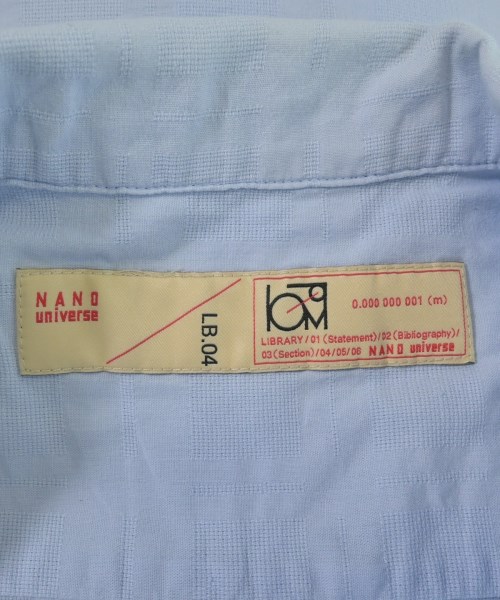 NANO
universe
LB.04
0.000 000 001 (m)
LIBRARY/01(Statement)/02(Bibliography)/
03(Section)/04/05/06 NANO universe